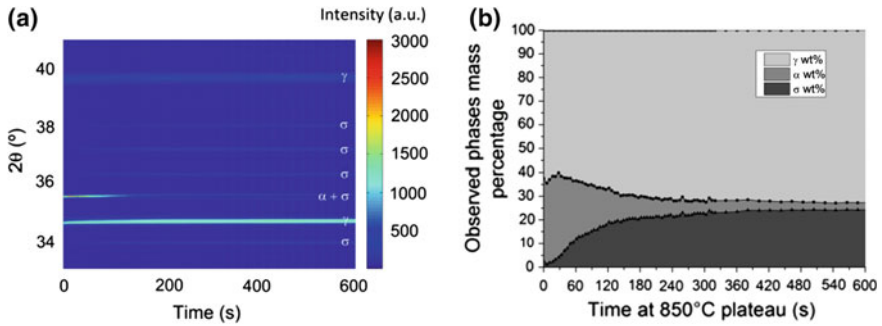 (a)
Intensity (a.u.)
3000
2500
2000
1500
1000
500
40
38
36
34
2θ (º)
γ
σ
σ
σ
α + σ
γ
σ
0
200
400
600
Time (s)
(b)
100
90
80
70
60
50
40
30
20
10
0
Observed phases mass
percentage
γ wt%
α wt%
σ wt%
0
60
120
180
240
300
360
420
480
540
600
Time at 850°C plateau (s)